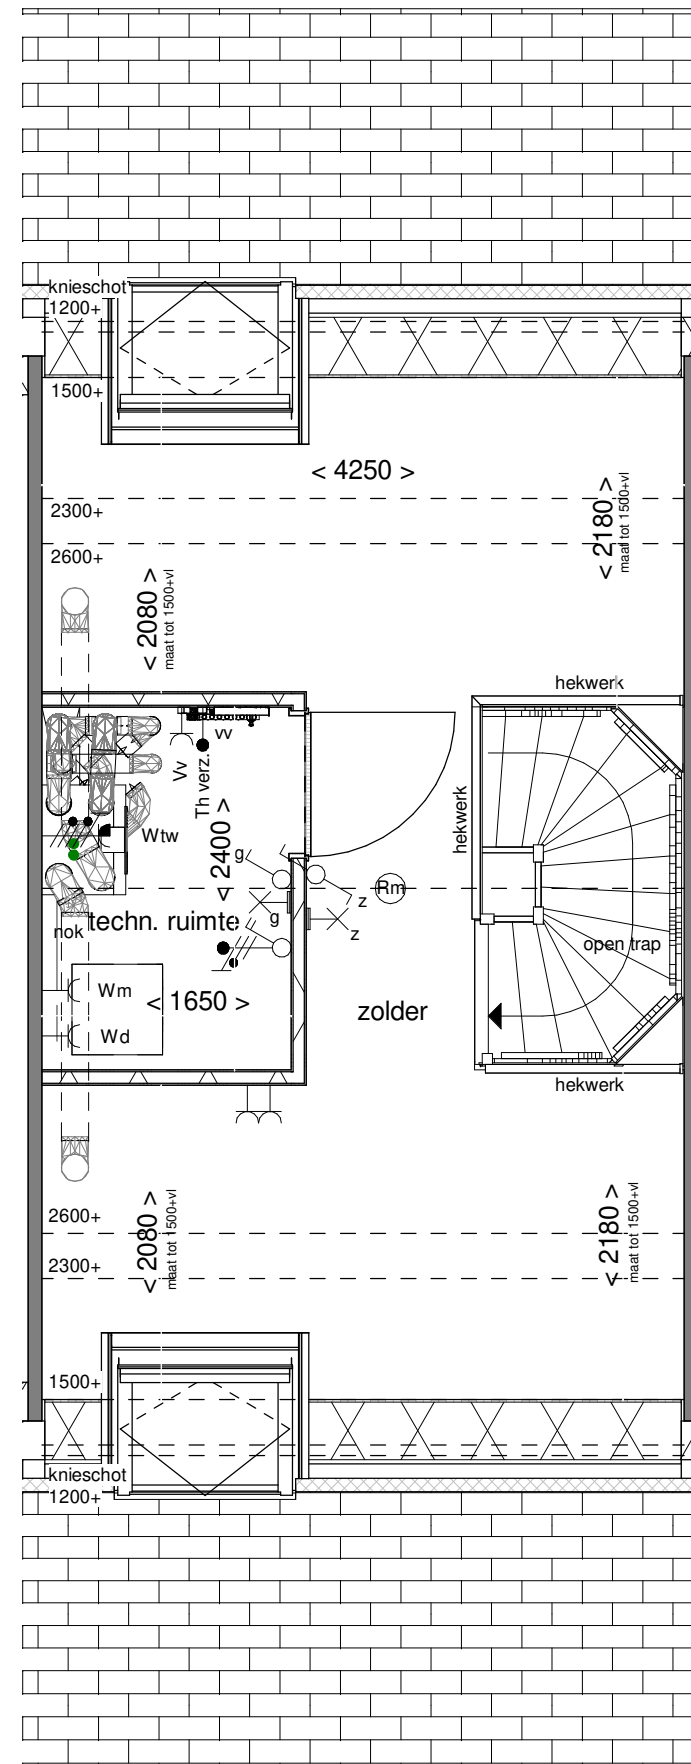 knieschot
1200+
1500+
< 4250 >
2300+
< 2180 >
maat tot 1500+vl
2600+
< 2080 >
maat tot 1500+vl
hekwerk
vv
Vv
Th verz.
hekwerk
Wtw
< 2400 >
g
Rm
z
g
nok
techn. ruimte
z
open trap
Wm
< 1650 >
zolder
Wd
hekwerk
2600+
< 2080 >
maat tot 1500+vl
< 2180 >
maat tot 1500+vl
2300+
1500+
knieschot
1200+